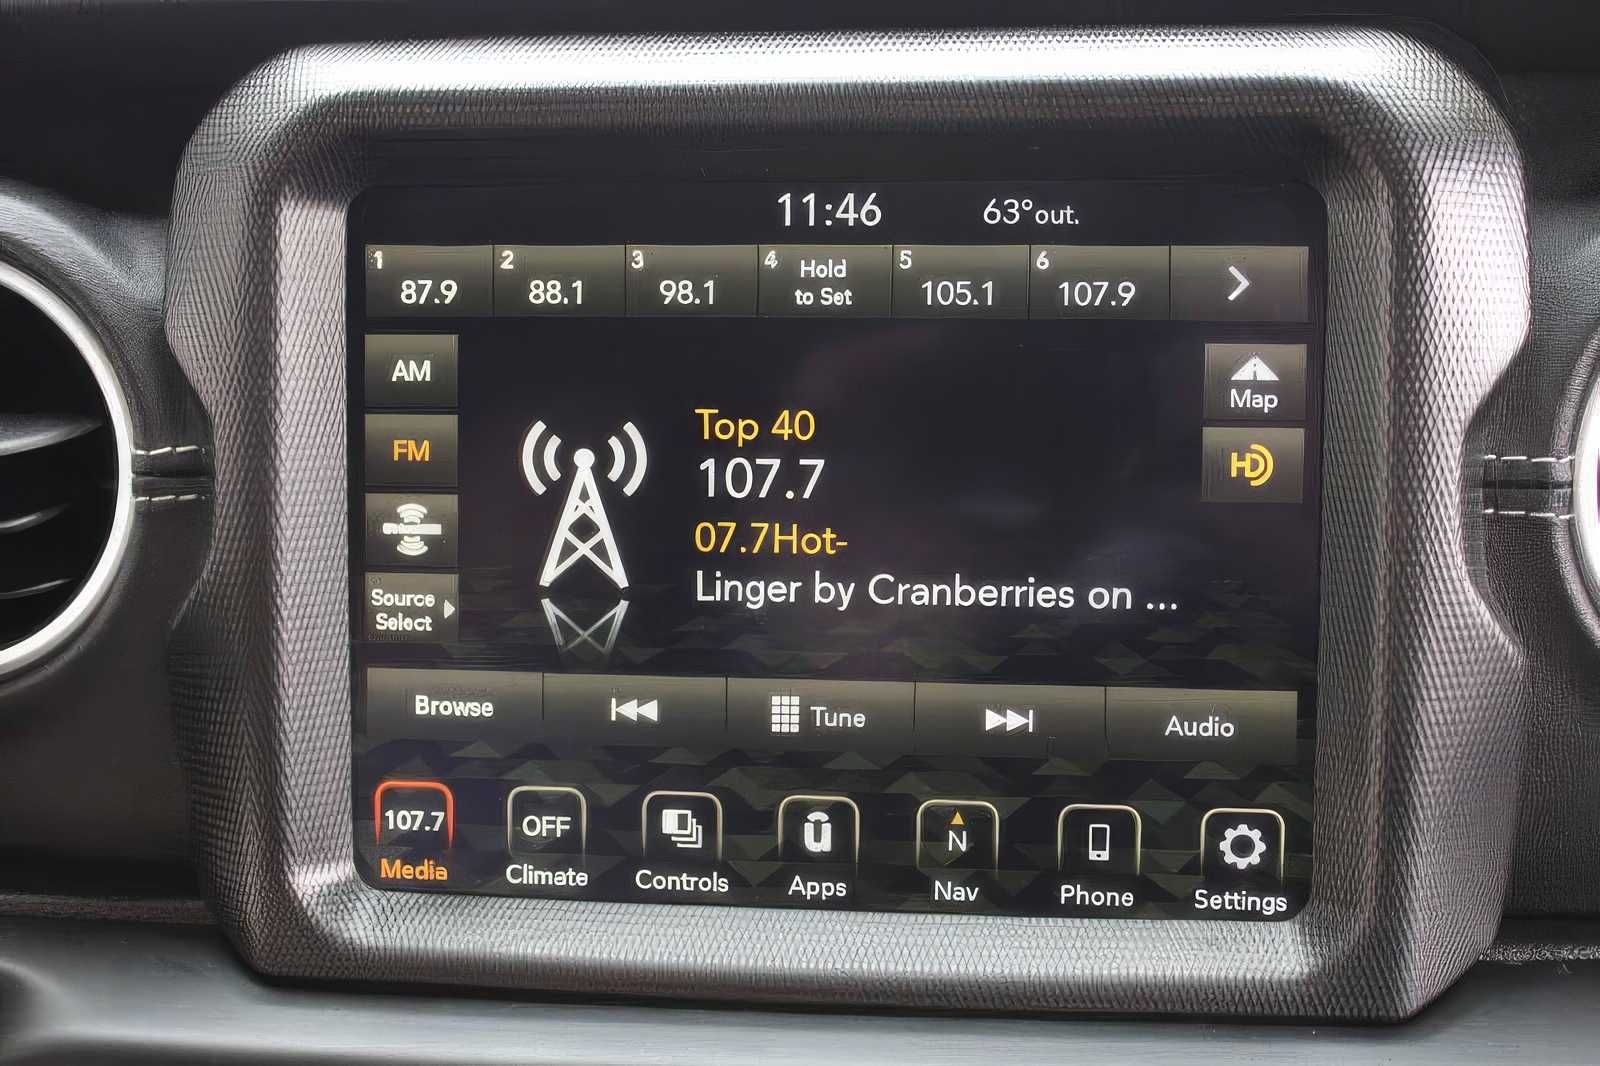 11:46 63°out.
1 2 3 4 Hold 5 6
87.9 88.1 98.1 to Set 105.1 107.9
AM
Map
FM
HD
Top 40
107.7
07.7Hot-
Linger by Cranberries on ...
Source
Select
Browse Tune Audio
107.7 OFF N
Media Climate Controls Apps Nav Phone Settings